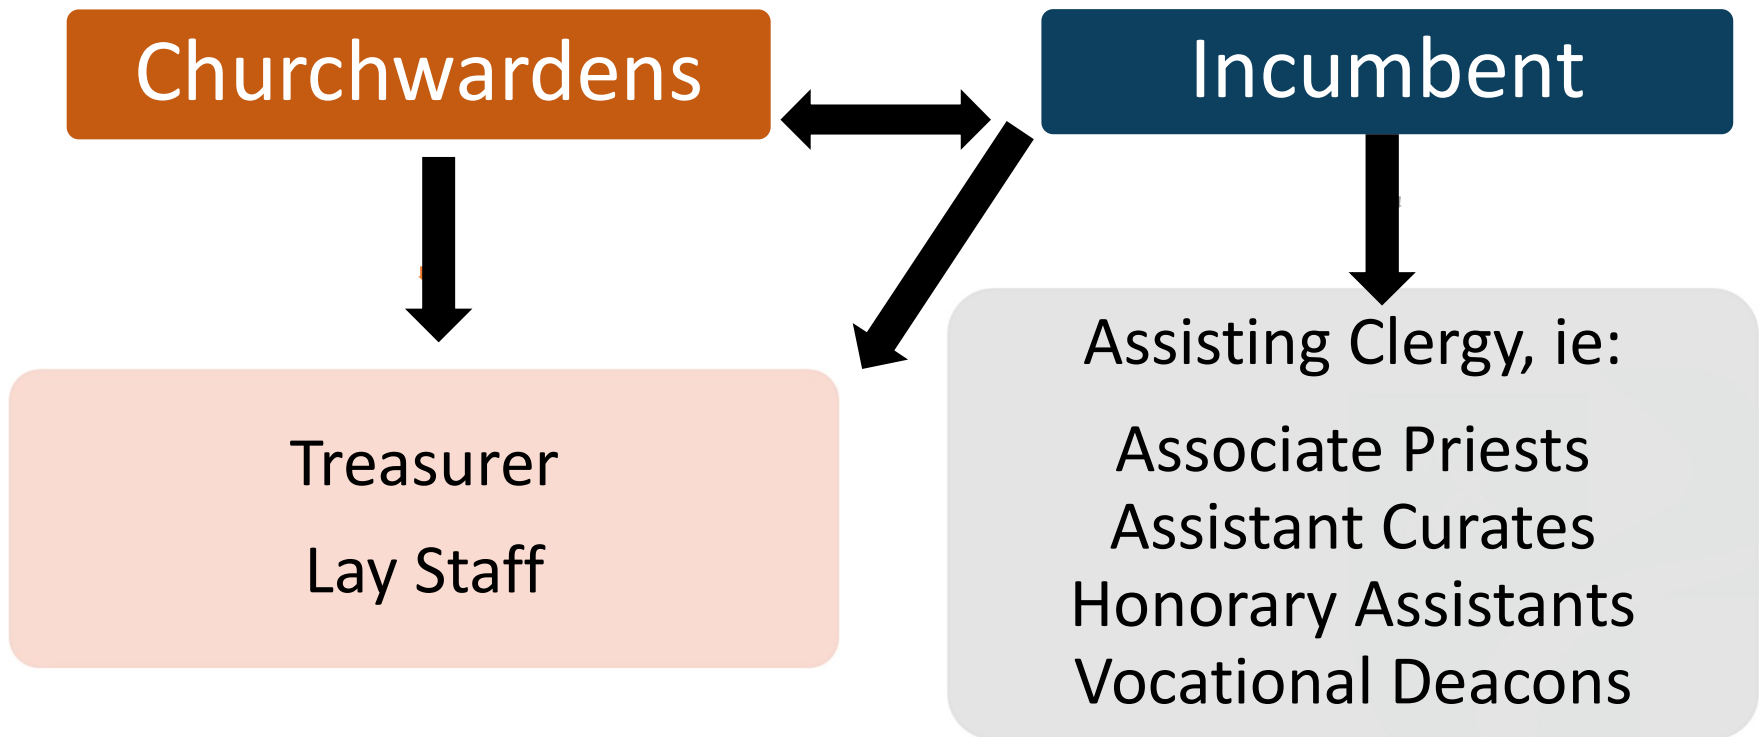 Churchwardens
Incumbent
Treasurer
Lay Staff
Assisting Clergy, ie:
Associate Priests
Assistant Curates
Honorary Assistants
Vocational Deacons